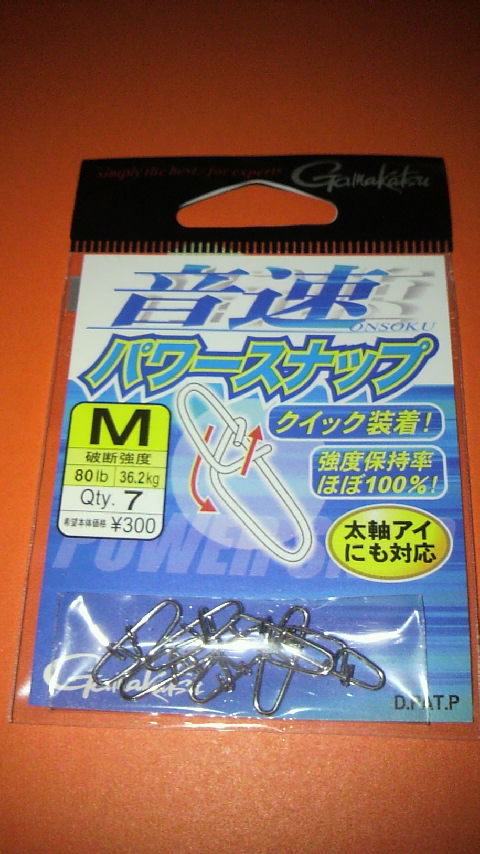 Simply the best - for experts
Gamakatsu
音速
ONSOKU
パワースナップ
クイック装着!
強度保持率
ほぼ100%!
太軸アイ
にも対応
M
破断強度
80lb 36.2kg
Qty. 7
希望本体価格 ¥300
Gamakatsu
D.PAT.P